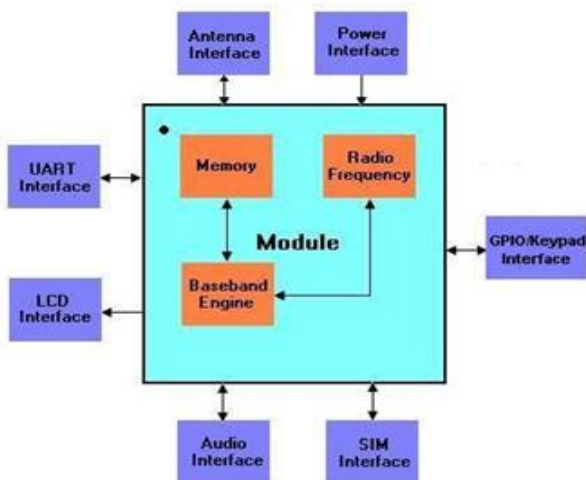 Antenna
Interface
Power
Interface
UART
Interface
Memory
Radio
Frequency
Module
GPIO/Keypad
Interface
Baseband
Engine
LCD
Interface
Audio
Interface
SIM
Interface